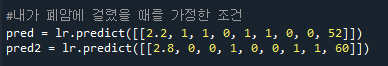 #내가 폐암에 걸렸을 때를 가정한 조건
pred = lr.predict([[2.2, 1, 1, 0, 1, 1, 0, 0, 52]])
pred2 = lr.predict([[2.8, 0, 0, 1, 0, 0, 1, 1, 60]])